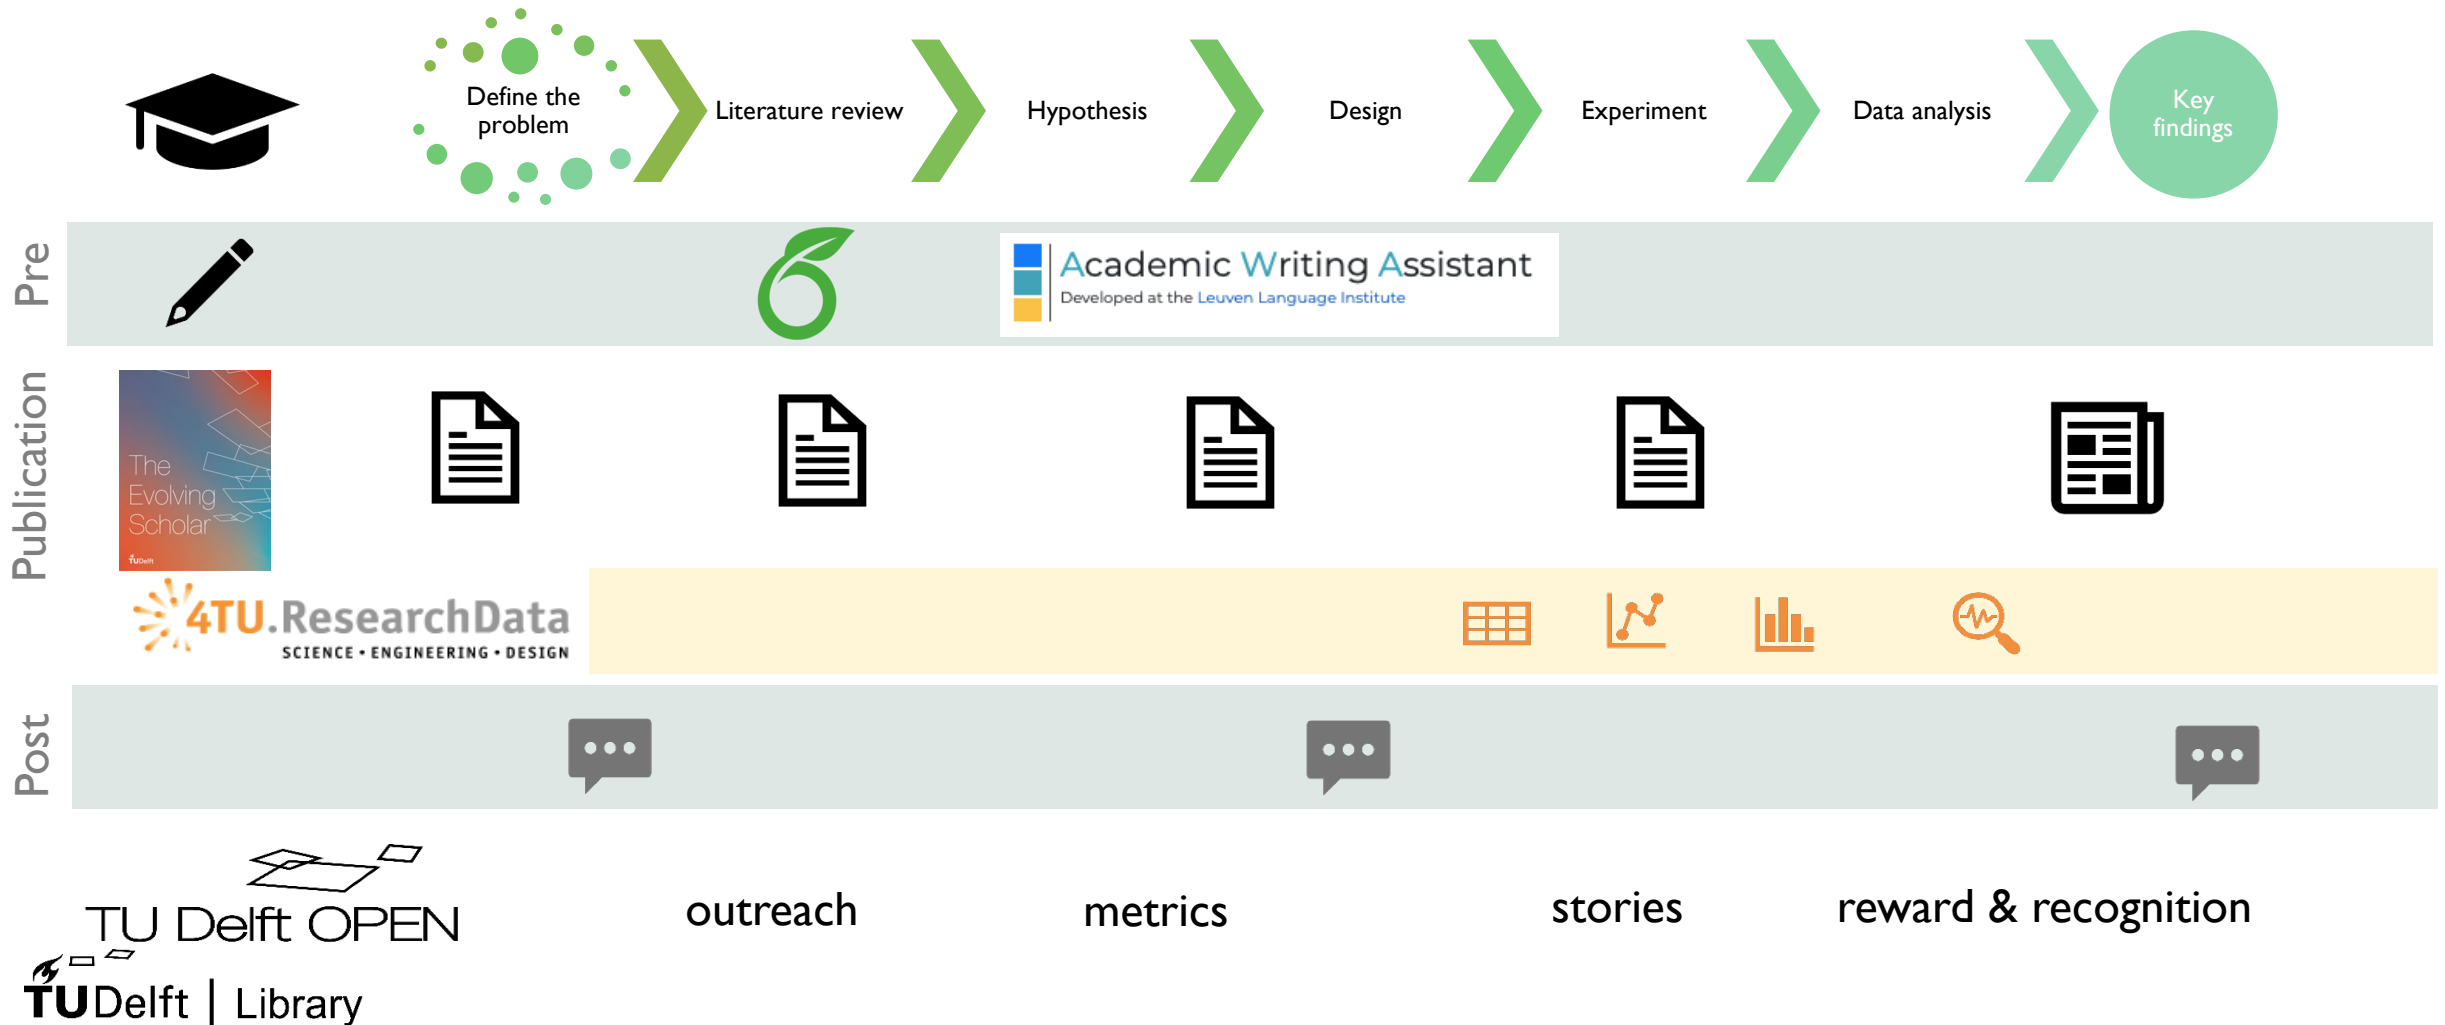 Define the
problem
Literature review
Hypothesis
Design
Experiment
Data analysis
Key
findings
Pre
Academic Writing Assistant
Developed at the Leuven Language Institute
Publication
The
Evolving
Scholar
TUDelft
4TU.ResearchData
SCIENCE • ENGINEERING • DESIGN
Post
TU Delft OPEN
outreach
metrics
stories
reward & recognition
TUDelft | Library